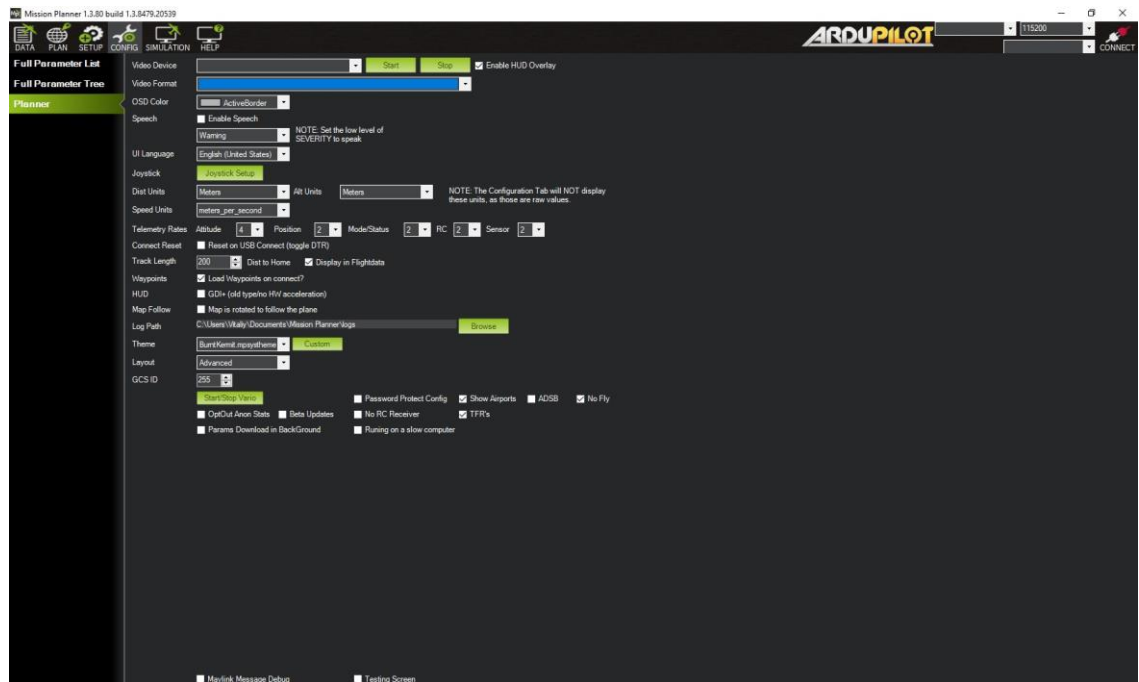 Mission Planner 1.3.80 build 1.3.8479.20539
DATA PLAN SETUP CONFIG SIMULATION HELP
ARDUPILOT
115200
CONNECT
Full Parameter List
Full Parameter Tree
Planner
Video Device Start Stop Enable HUD Overlay
Video Format
OSD Color ActiveBorder
Speech Enable Speech
Warning NOTE: Set the low level of
SEVERITY to speak
UI Language English (United States)
Joystick Joystick Setup
Dist Units Meters Alt Units Meters NOTE: The Configuration Tab will NOT display
these units, as those are raw values.
Speed Units meters_per_second
Telemetry Rates Attitude 4 Position 2 Mode/Status 2 RC 2 Sensor 2
Connect Reset Reset on USB Connect (toggle DTR)
Track Length 200 Dist to Home Display in Flightdata
Waypoints Load Waypoints on connect?
HUD GDI+ (old type/no HW acceleration)
Map Follow Map is rotated to follow the plane
Log Path C:\Users\Vitaliy\Documents\Mission Planner\logs Browse
Theme BurntKermit.mpsystheme Custom
Layout Advanced
GCS ID 255
Start/Stop Vario Password Protect Config Show Airports ADSB No Fly
OptOut Anon Stats Beta Updates No RC Receiver TFR's
Params Download in BackGround Runing on a slow computer
Mavlink Message Debug Testing Screen